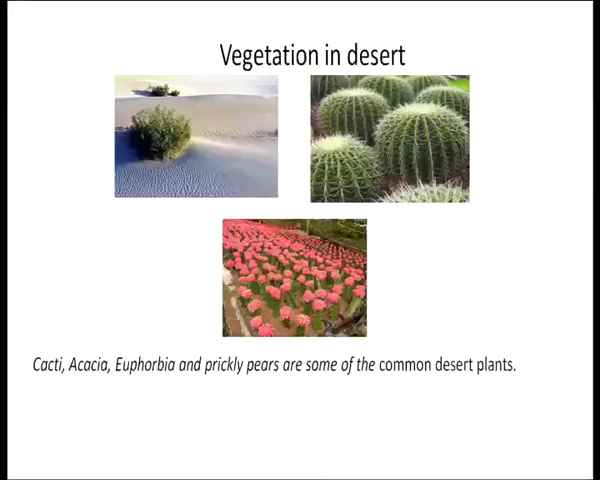 Vegetation in desert
Cacti, Acacia, Euphorbia and prickly pears are some of the common desert plants.